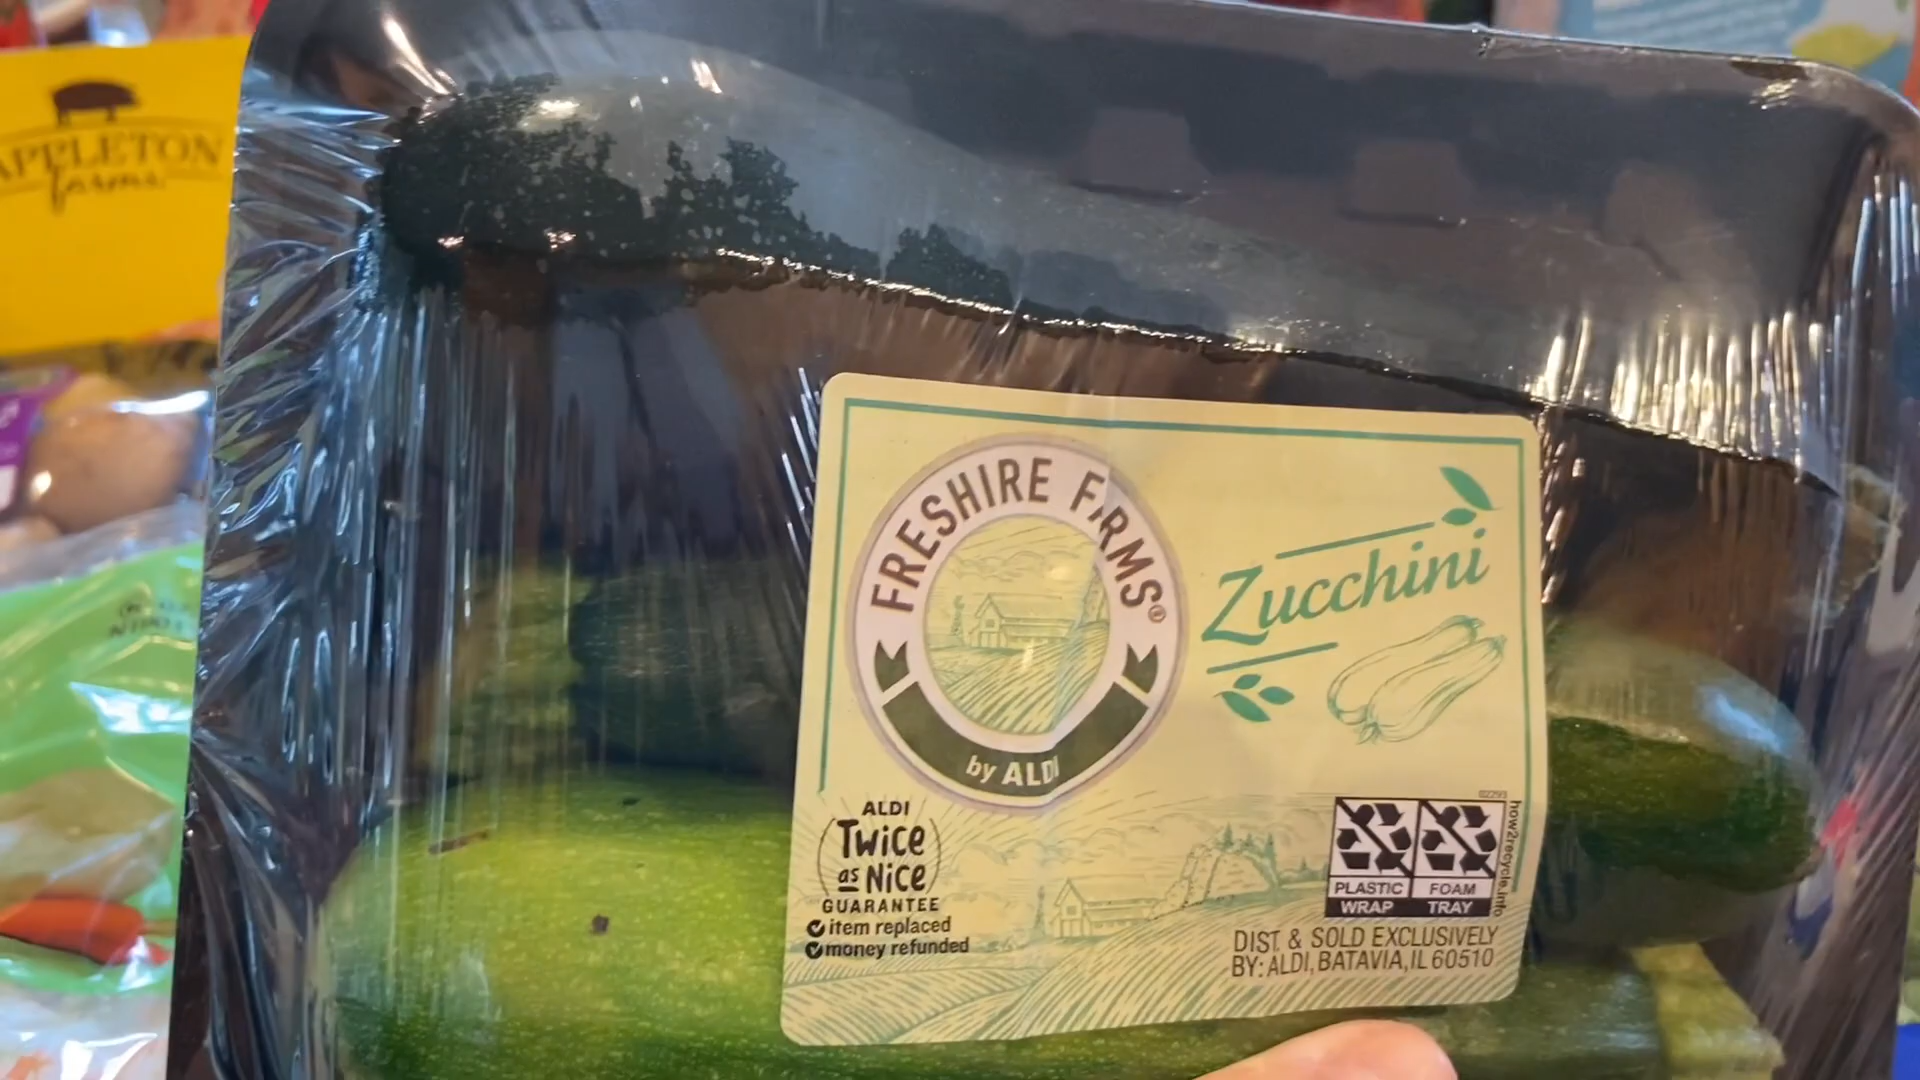 APPLETON
farms
FRESHIRE FARMS®
by ALDI
Zucchini
ALDI
Twice
as Nice
GUARANTEE
item replaced
money refunded
02293
PLASTIC
WRAP
FOAM
TRAY
how2recycle.info
DIST. & SOLD EXCLUSIVELY
BY: ALDI, BATAVIA, IL 60510